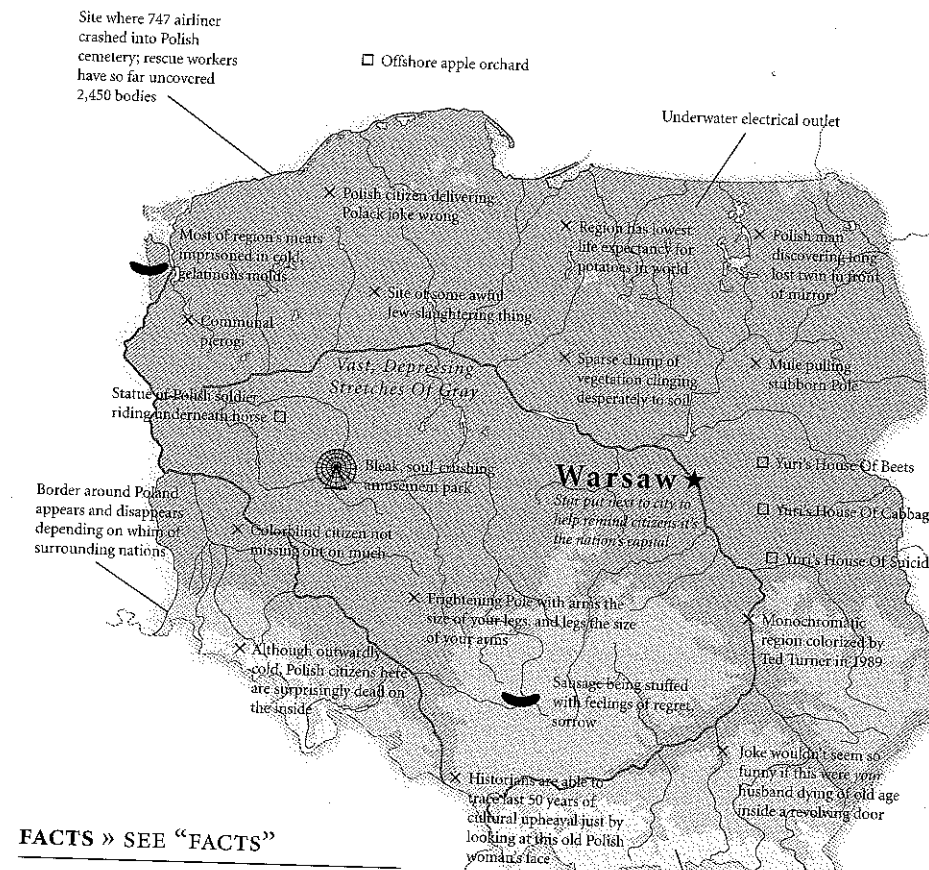 Site where 747 airliner
crashed into Polish
cemetery; rescue workers
have so far uncovered
2,450 bodies
Offshore apple orchard
Underwater electrical outlet
Polish citizen delivering
Polack joke wrong
Most of region's meats
imprisoned in cold,
gelatinous molds
Region has lowest
life expectancy for
potatoes in world
Polish man
discovering long
lost twin in front
of mirror
Site of some awful
Jew-slaughtering thing
Communal
pierogi
Vast, Depressing
Stretches Of Gray
Sparse clump of
vegetation clinging
desperately to soil
Mule pulling
stubborn Pole
Statue of Polish soldier
riding underneath horse
Bleak, soul-crushing
amusement park
Warsaw
Star put next to city to
help remind citizens it's
the nation's capital
Yuri's House Of Beets
Yuri's House Of Cabbag
Yuri's House Of Suicid
Border around Poland
appears and disappears
depending on whim of
surrounding nations
Colorblind citizen not
missing out on much
Frightening Pole with arms the
size of your legs, and legs the size
of your arms
Monochromatic
region colorized by
Ted Turner in 1989
Although outwardly
cold, Polish citizens here
are surprisingly dead on
the inside
Sausage being stuffed
with feelings of regret,
sorrow
Historians are able to
trace last 50 years of
cultural upheaval just by
looking at this old Polish
woman's face
Joke wouldn't seem so
funny if this were your
husband dying of old age
inside a revolving door
FACTS » SEE “FACTS”